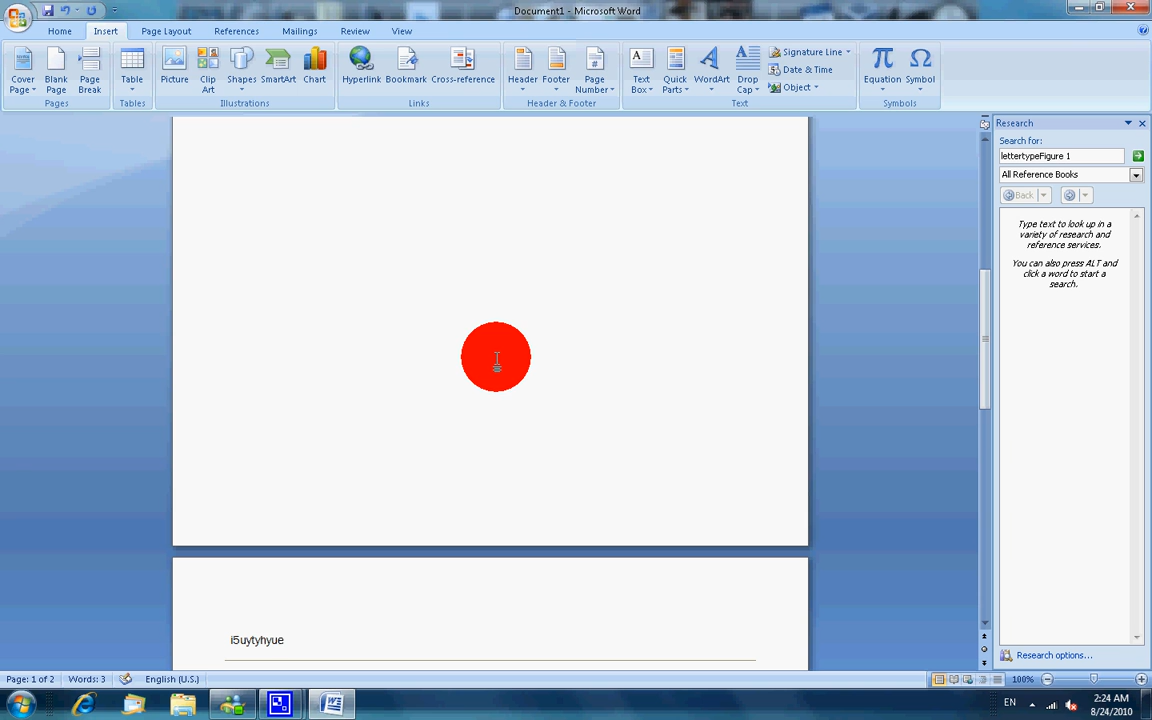 Document1 - Microsoft Word
Home Insert Page Layout References Mailings Review View
Cover Page Blank Page Page Break Table Picture Clip Art Shapes SmartArt Chart Hyperlink Bookmark Cross-reference Header Footer Page Number Text Box Quick Parts WordArt Drop Cap Signature Line Date & Time Object Equation Symbol
Pages Tables Illustrations Links Header & Footer Text Symbols
Research
Search for:
lettertypeFigure 1
All Reference Books
Back
Type text to look up in a
variety of research and
reference services.
You can also press ALT and
click a word to start a
search.
i5uytyhyue
Research options...
Page: 1 of 2 Words: 3 English (U.S.) 100%
EN 2:24 AM
8/24/2010